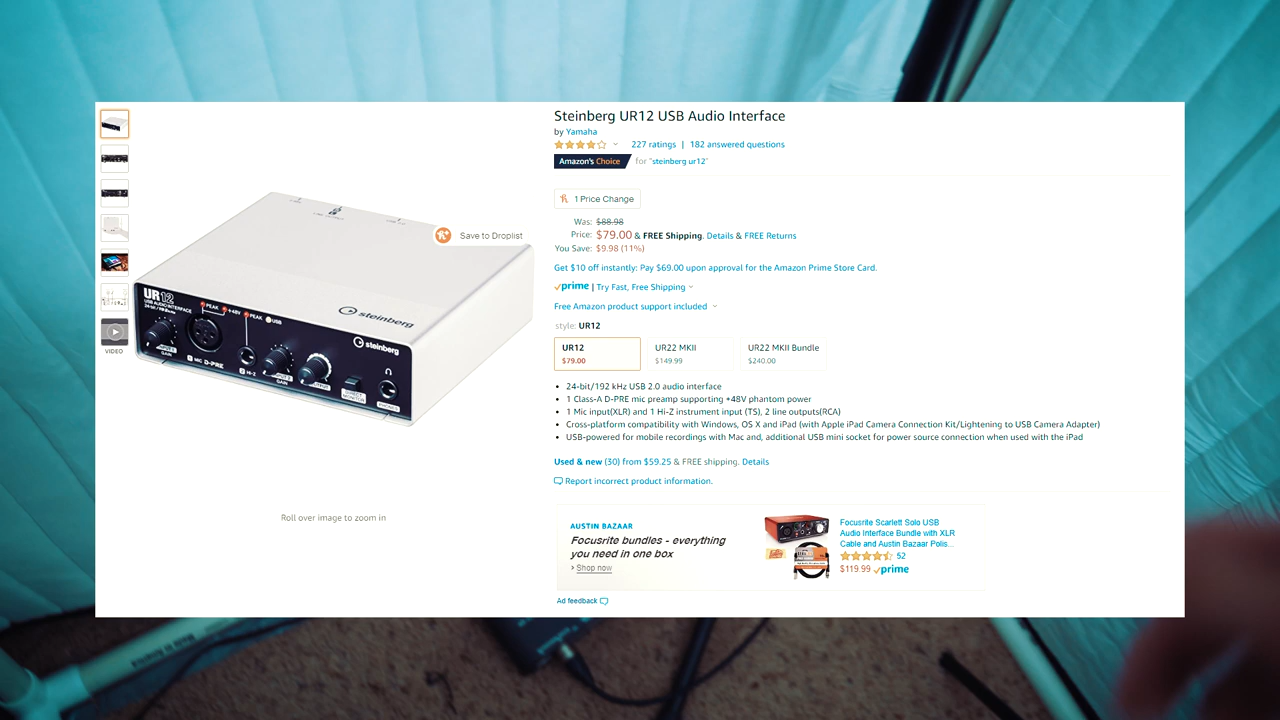 Steinberg UR12 USB Audio Interface
by Yamaha
227 ratings | 182 answered questions
Amazon's Choice for "steinberg ur12"
1 Price Change
Was: $88.98
Price: $79.00 & FREE Shipping. Details & FREE Returns
You Save: $9.98 (11%)
Get $10 off instantly: Pay $69.00 upon approval for the Amazon Prime Store Card.
prime | Try Fast, Free Shipping
Free Amazon product support included
style: UR12
UR12
$79.00
UR22 MKII
$149.99
UR22 MKII Bundle
$240.00
• 24-bit/192 kHz USB 2.0 audio interface
• 1 Class-A D-PRE mic preamp supporting +48V phantom power
• 1 Mic input(XLR) and 1 Hi-Z instrument input (TS), 2 line outputs(RCA)
• Cross-platform compatibility with Windows, OS X and iPad (with Apple iPad Camera Connection Kit/Lightening to USB Camera Adapter)
• USB-powered for mobile recordings with Mac and, additional USB mini socket for power source connection when used with the iPad
Used & new (30) from $59.25 & FREE shipping. Details
Report incorrect product information.
AUSTIN BAZAAR
Focusrite bundles - everything
you need in one box
› Shop now
Focusrite Scarlett Solo USB
Audio Interface Bundle with XLR
Cable and Austin Bazaar Polis...
52
$119.99 prime
Ad feedback
Save to Droplist
UR12
USB AUDIO INTERFACE
PEAK
+48V
PEAK
USB
steinberg
steinberg
INPUT 1
GAIN
1 MIC D-PRE
2 HI-Z
INPUT 2
GAIN
OUTPUT
DIRECT
MONITOR
PHONES
VIDEO
Roll over image to zoom in